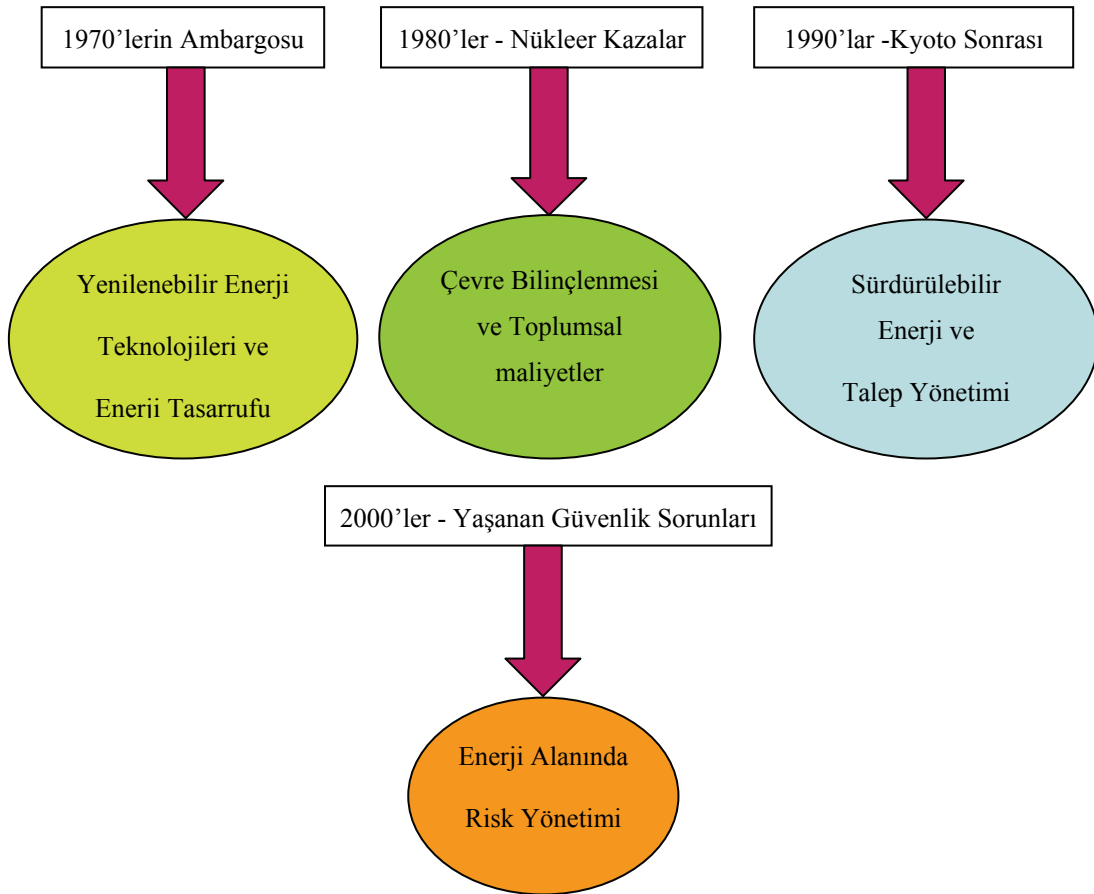 1970’lerin Ambargosu
Yenilenebilir Enerji
Teknolojileri ve
Enerji Tasarrufu
1980’ler - Nükleer Kazalar
Çevre Bilinçlenmesi
ve Toplumsal
maliyetler
1990’lar -Kyoto Sonrası
Sürdürülebilir
Enerji ve
Talep Yönetimi
2000’ler - Yaşanan Güvenlik Sorunları
Enerji Alanında
Risk Yönetimi